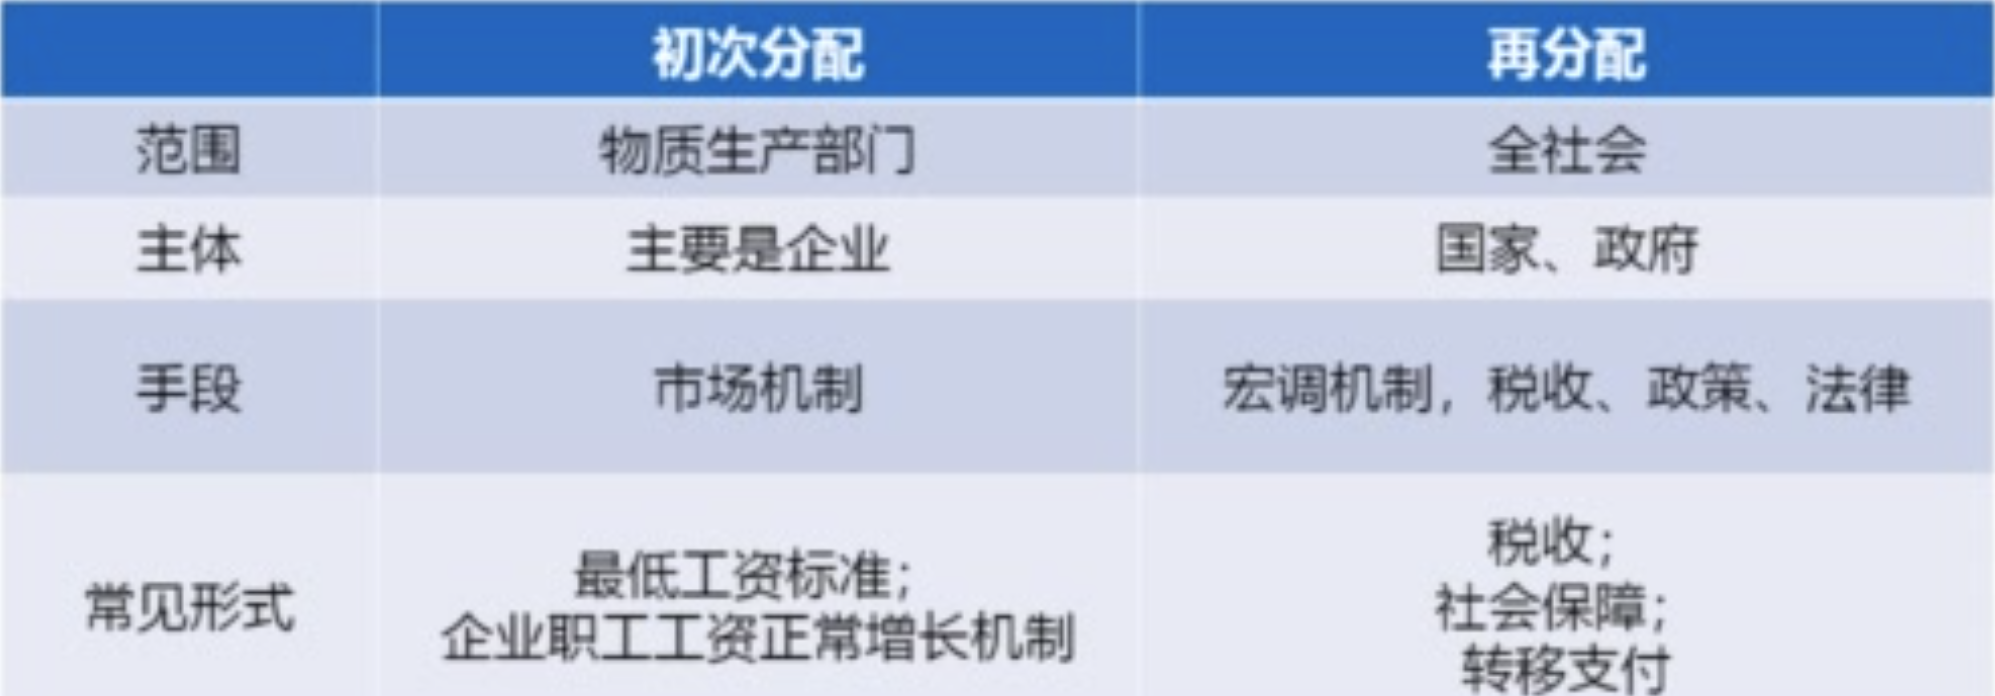 初次分配
再分配
范围
物质生产部门
全社会
主体
主要是企业
国家、政府
手段
市场机制
宏调机制，税收、政策、法律
常见形式
最低工资标准；
企业职工工资正常增长机制
税收；
社会保障；
转移支付